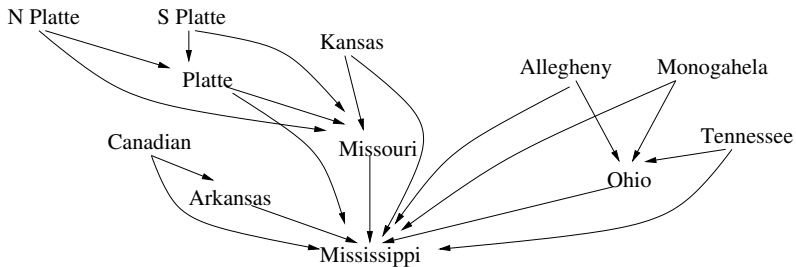 N Platte
S Platte
Kansas
Platte
Allegheny
Monogahela
Canadian
Missouri
Tennessee
Arkansas
Ohio
Mississippi